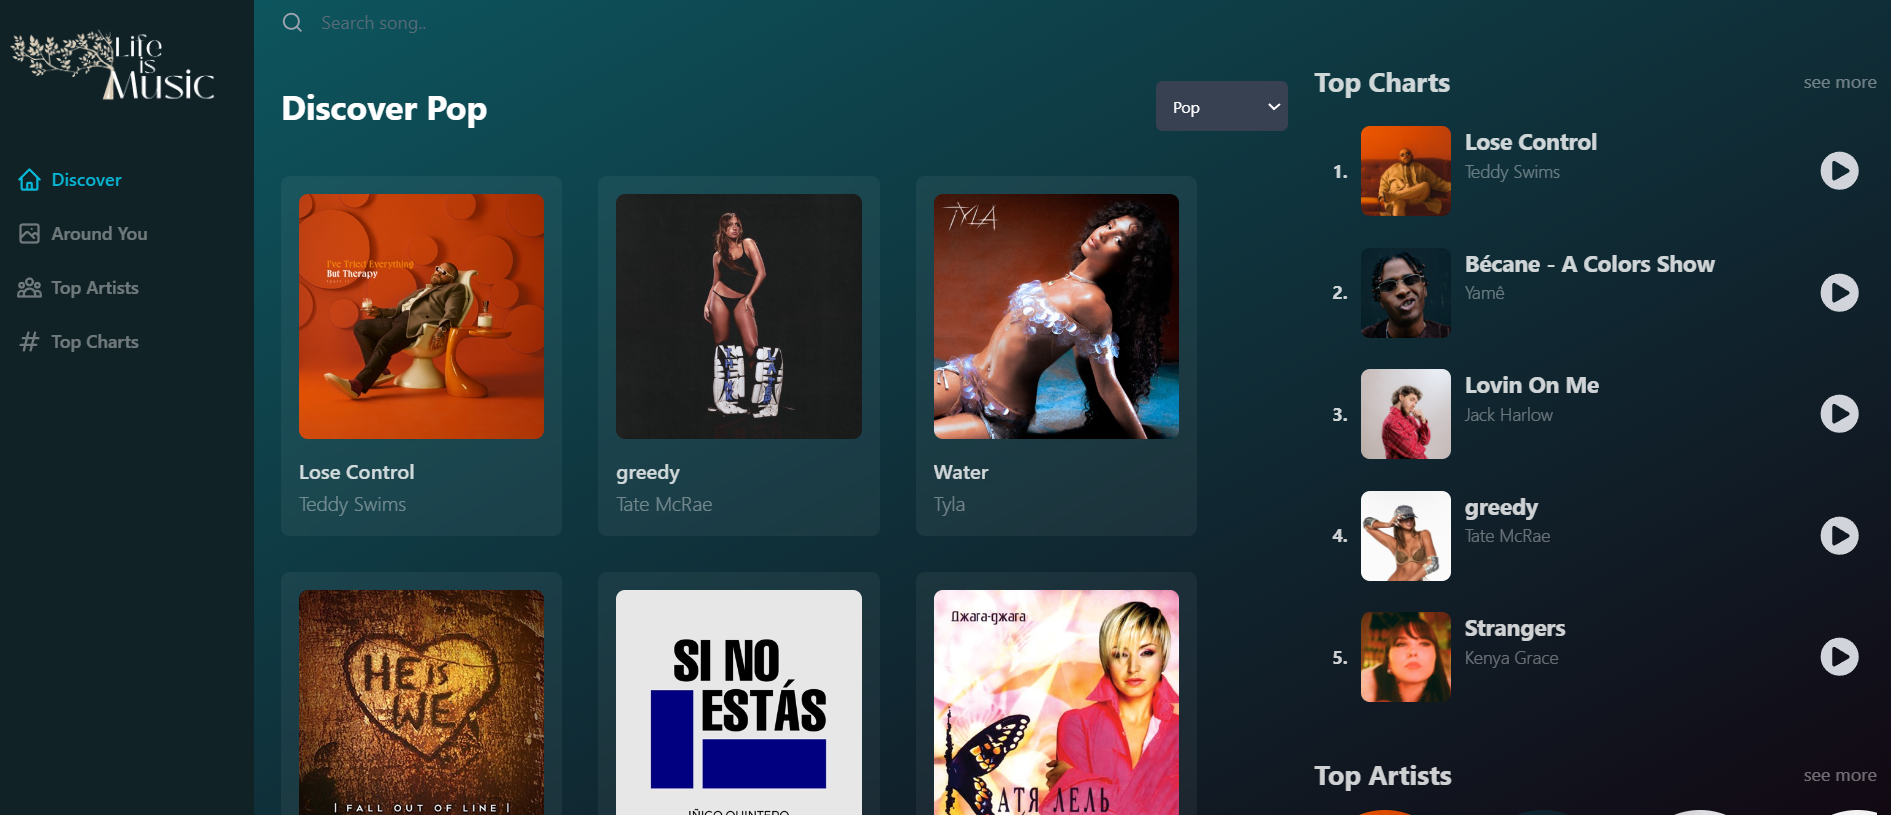 Life
is
Music
Discover
Around You
Top Artists
Top Charts
Search song..
Discover Pop
Pop
I've Tried Everything
But Therapy
TYLA
Lose Control
Teddy Swims
greedy
Tate McRae
Water
Tyla
HE IS
WE
| FALL OUT OF LINE |
SI NO
ESTÁS
IÑIGO QUINTERO
Джага-джага
КАТЯ ЛЕЛЬ
Top Charts
see more
1.
Lose Control
Teddy Swims
2.
Bécane - A Colors Show
Yamê
3.
Lovin On Me
Jack Harlow
4.
greedy
Tate McRae
5.
Strangers
Kenya Grace
Top Artists
see more